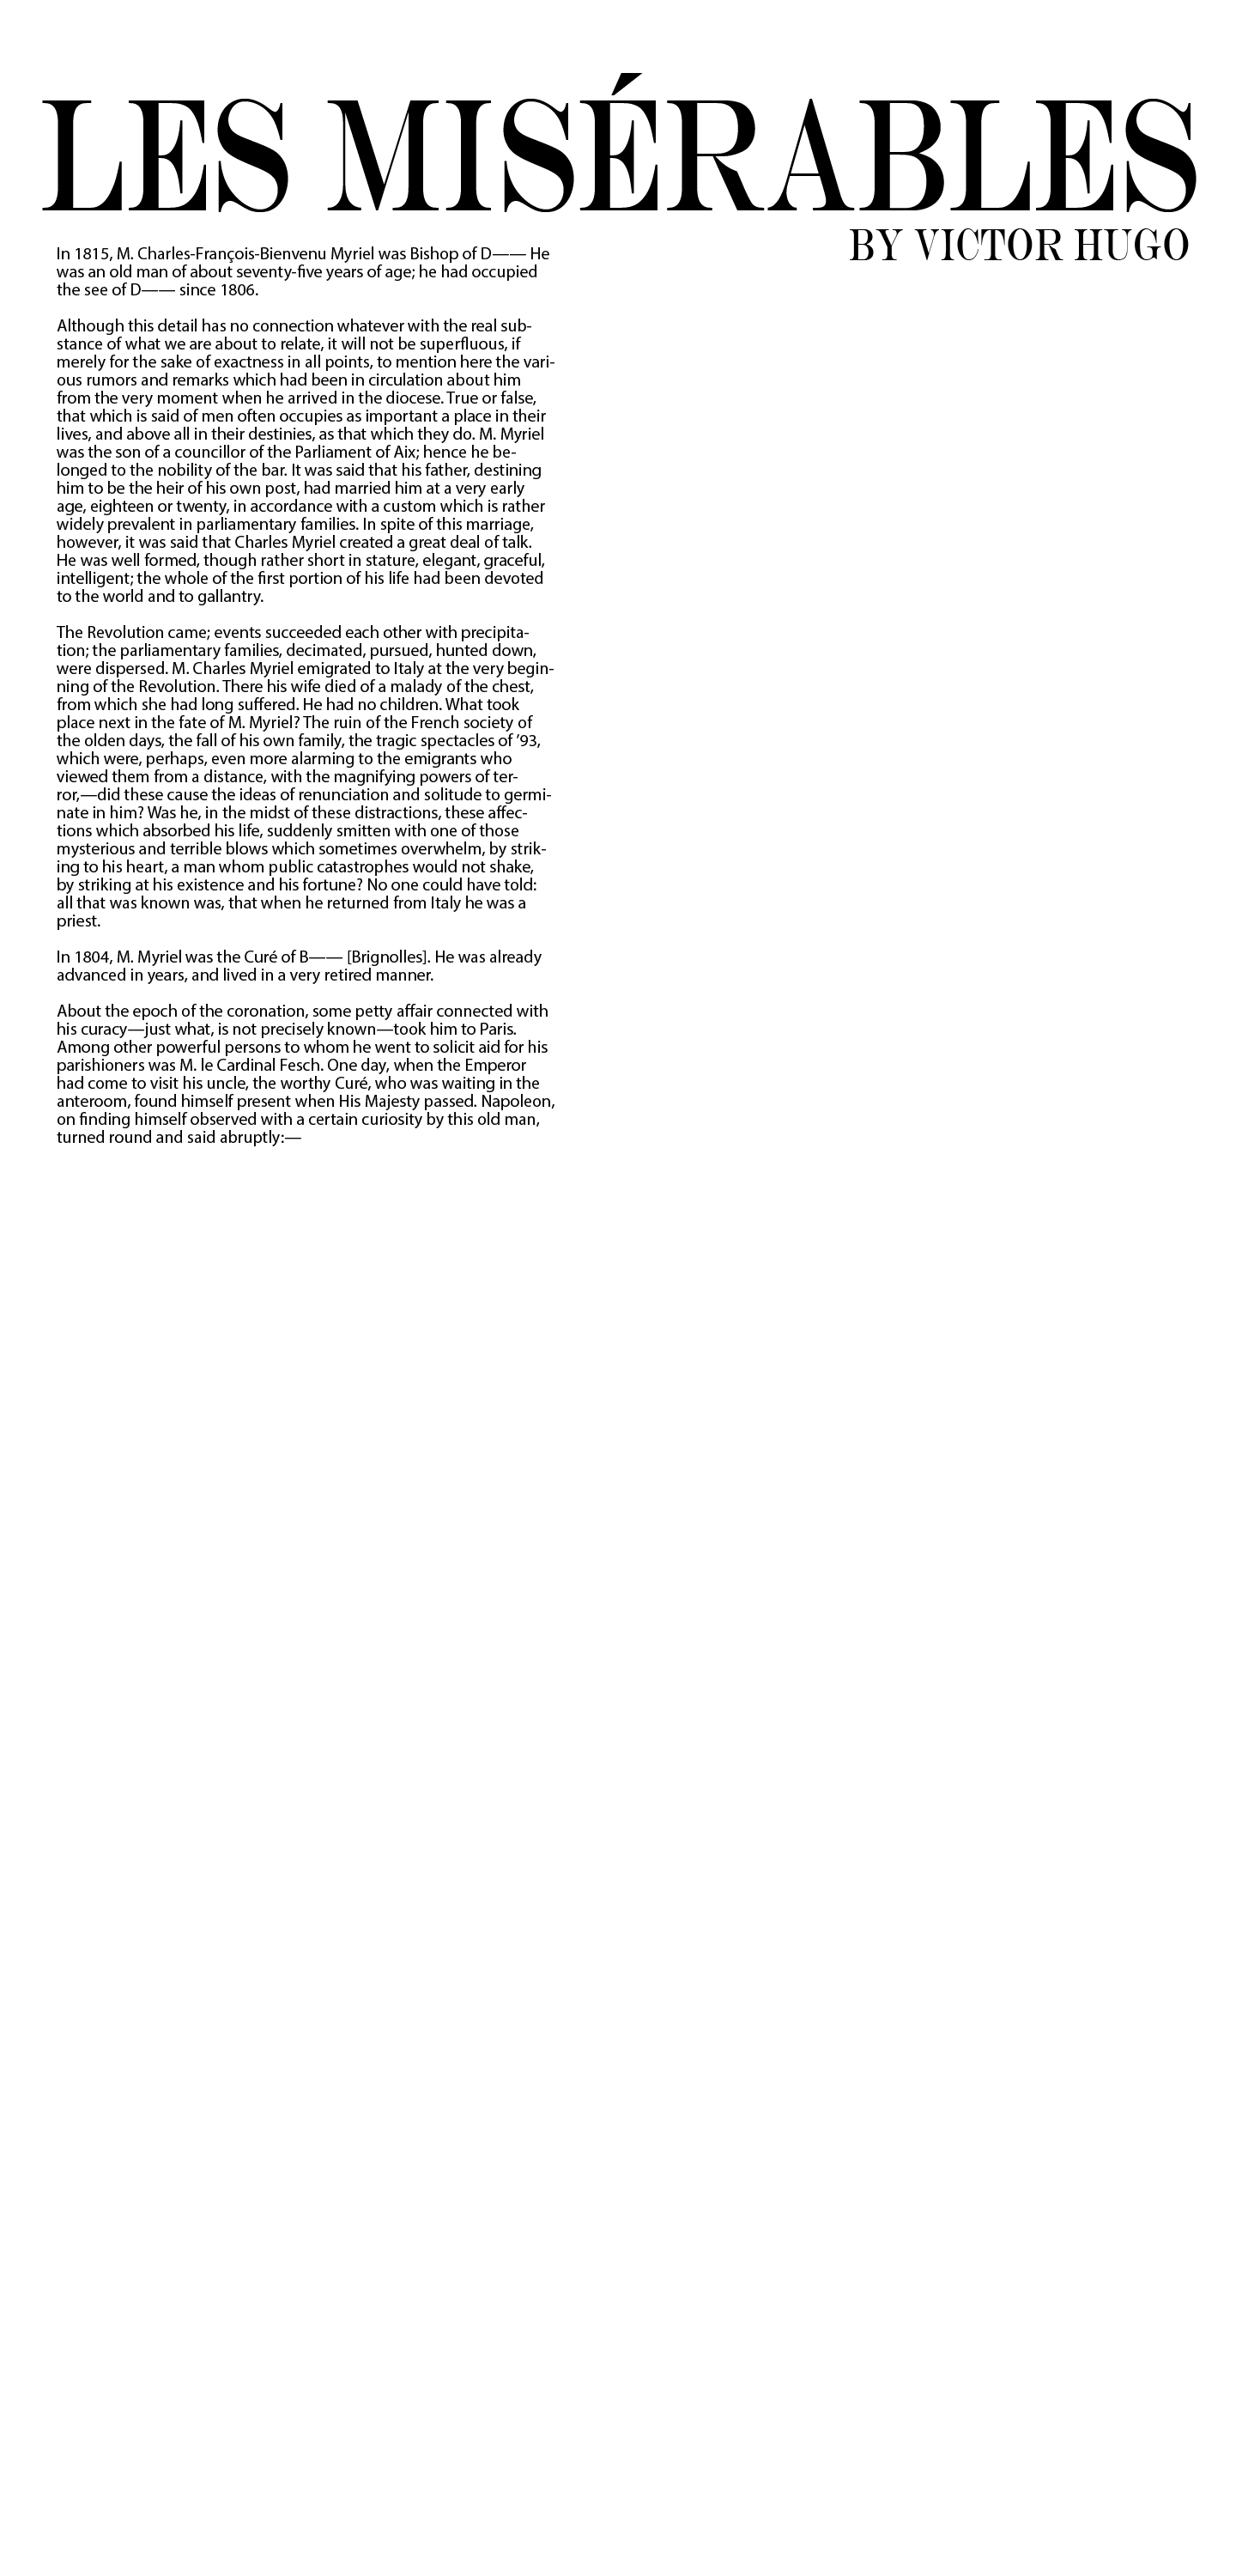 LES MISÉRABLES
BY VICTOR HUGO
In 1815, M. Charles-François-Bienvenu Myriel was Bishop of D—— He
was an old man of about seventy-five years of age; he had occupied
the see of D—— since 1806.
Although this detail has no connection whatever with the real sub-
stance of what we are about to relate, it will not be superfluous, if
merely for the sake of exactness in all points, to mention here the vari-
ous rumors and remarks which had been in circulation about him
from the very moment when he arrived in the diocese. True or false,
that which is said of men often occupies as important a place in their
lives, and above all in their destinies, as that which they do. M. Myriel
was the son of a councillor of the Parliament of Aix; hence he be-
longed to the nobility of the bar. It was said that his father, destining
him to be the heir of his own post, had married him at a very early
age, eighteen or twenty, in accordance with a custom which is rather
widely prevalent in parliamentary families. In spite of this marriage,
however, it was said that Charles Myriel created a great deal of talk.
He was well formed, though rather short in stature, elegant, graceful,
intelligent; the whole of the first portion of his life had been devoted
to the world and to gallantry.
The Revolution came; events succeeded each other with precipita-
tion; the parliamentary families, decimated, pursued, hunted down,
were dispersed. M. Charles Myriel emigrated to Italy at the very begin-
ning of the Revolution. There his wife died of a malady of the chest,
from which she had long suffered. He had no children. What took
place next in the fate of M. Myriel? The ruin of the French society of
the olden days, the fall of his own family, the tragic spectacles of ’93,
which were, perhaps, even more alarming to the emigrants who
viewed them from a distance, with the magnifying powers of ter-
ror,—did these cause the ideas of renunciation and solitude to germi-
nate in him? Was he, in the midst of these distractions, these affec-
tions which absorbed his life, suddenly smitten with one of those
mysterious and terrible blows which sometimes overwhelm, by strik-
ing to his heart, a man whom public catastrophes would not shake,
by striking at his existence and his fortune? No one could have told:
all that was known was, that when he returned from Italy he was a
priest.
In 1804, M. Myriel was the Curé of B—— [Brignolles]. He was already
advanced in years, and lived in a very retired manner.
About the epoch of the coronation, some petty affair connected with
his curacy—just what, is not precisely known—took him to Paris.
Among other powerful persons to whom he went to solicit aid for his
parishioners was M. le Cardinal Fesch. One day, when the Emperor
had come to visit his uncle, the worthy Curé, who was waiting in the
anteroom, found himself present when His Majesty passed. Napoleon,
on finding himself observed with a certain curiosity by this old man,
turned round and said abruptly:—